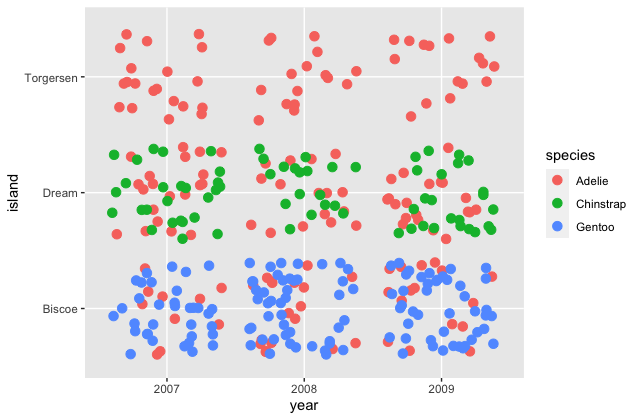 Torgersen
Dream
Biscoe
island
2007
2008
2009
year
species
Adelie
Chinstrap
Gentoo